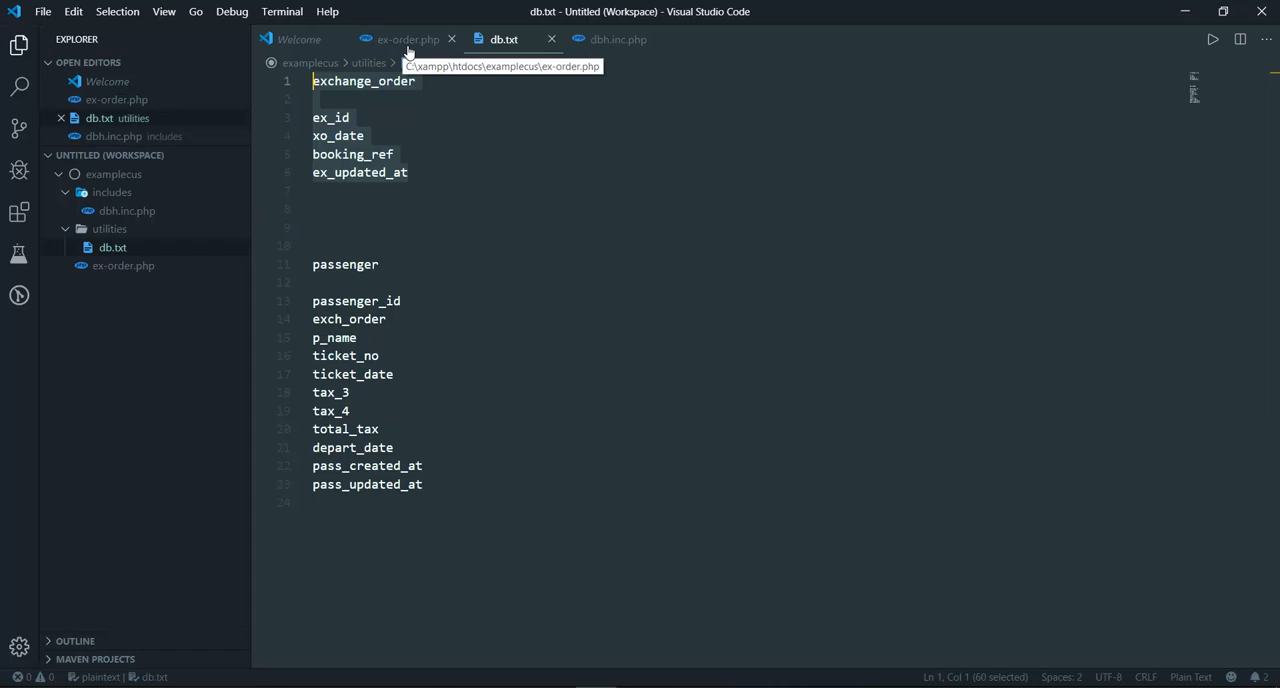 File Edit Selection View Go Debug Terminal Help
db.txt - Untitled (Workspace) - Visual Studio Code
EXPLORER
OPEN EDITORS
Welcome
ex-order.php
db.txt utilities
dbh.inc.php includes
UNTITLED (WORKSPACE)
examplecus
includes
dbh.inc.php
utilities
db.txt
ex-order.php
OUTLINE
MAVEN PROJECTS
Welcome
ex-order.php
db.txt
dbh.inc.php
examplecus > utilities >
C:\xampp\htdocs\examplecus\ex-order.php
1 exchange_order
2
3 ex_id
4 xo_date
5 booking_ref
6 ex_updated_at
7
8
9
10
11 passenger
12
13 passenger_id
14 exch_order
15 p_name
16 ticket_no
17 ticket_date
18 tax_3
19 tax_4
20 total_tax
21 depart_date
22 pass_created_at
23 pass_updated_at
24
0 0 plaintext | db.txt
Ln 1, Col 1 (60 selected) Spaces: 2 UTF-8 CRLF Plain Text 2